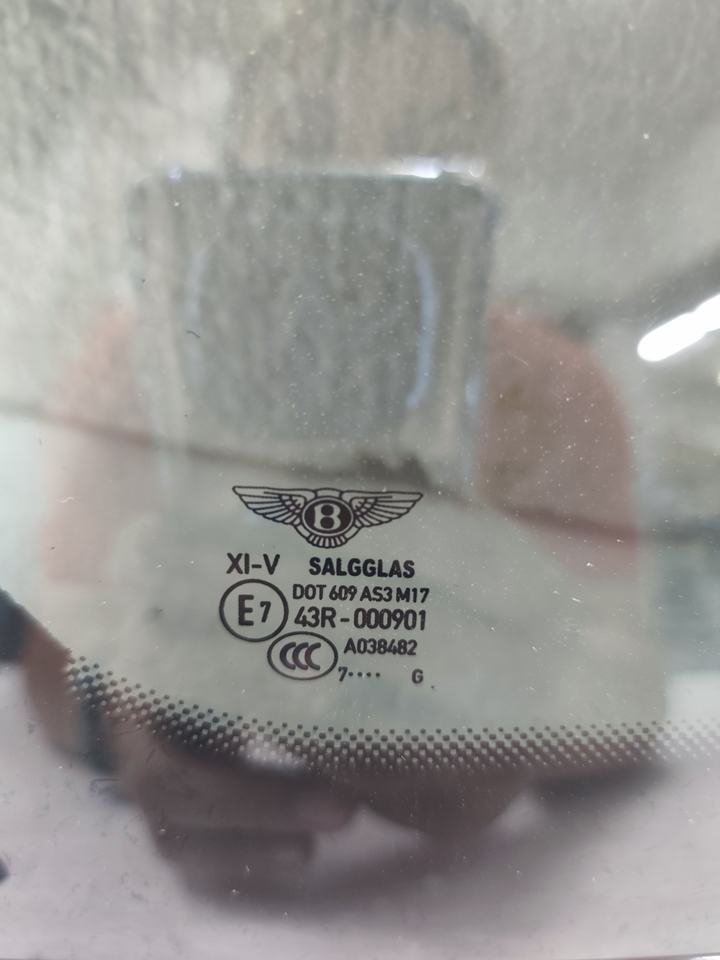 B
XI-V SALGGLAS
DOT 609 AS3 M17
E7 43R-000901
CCC A038482
7•••• G.